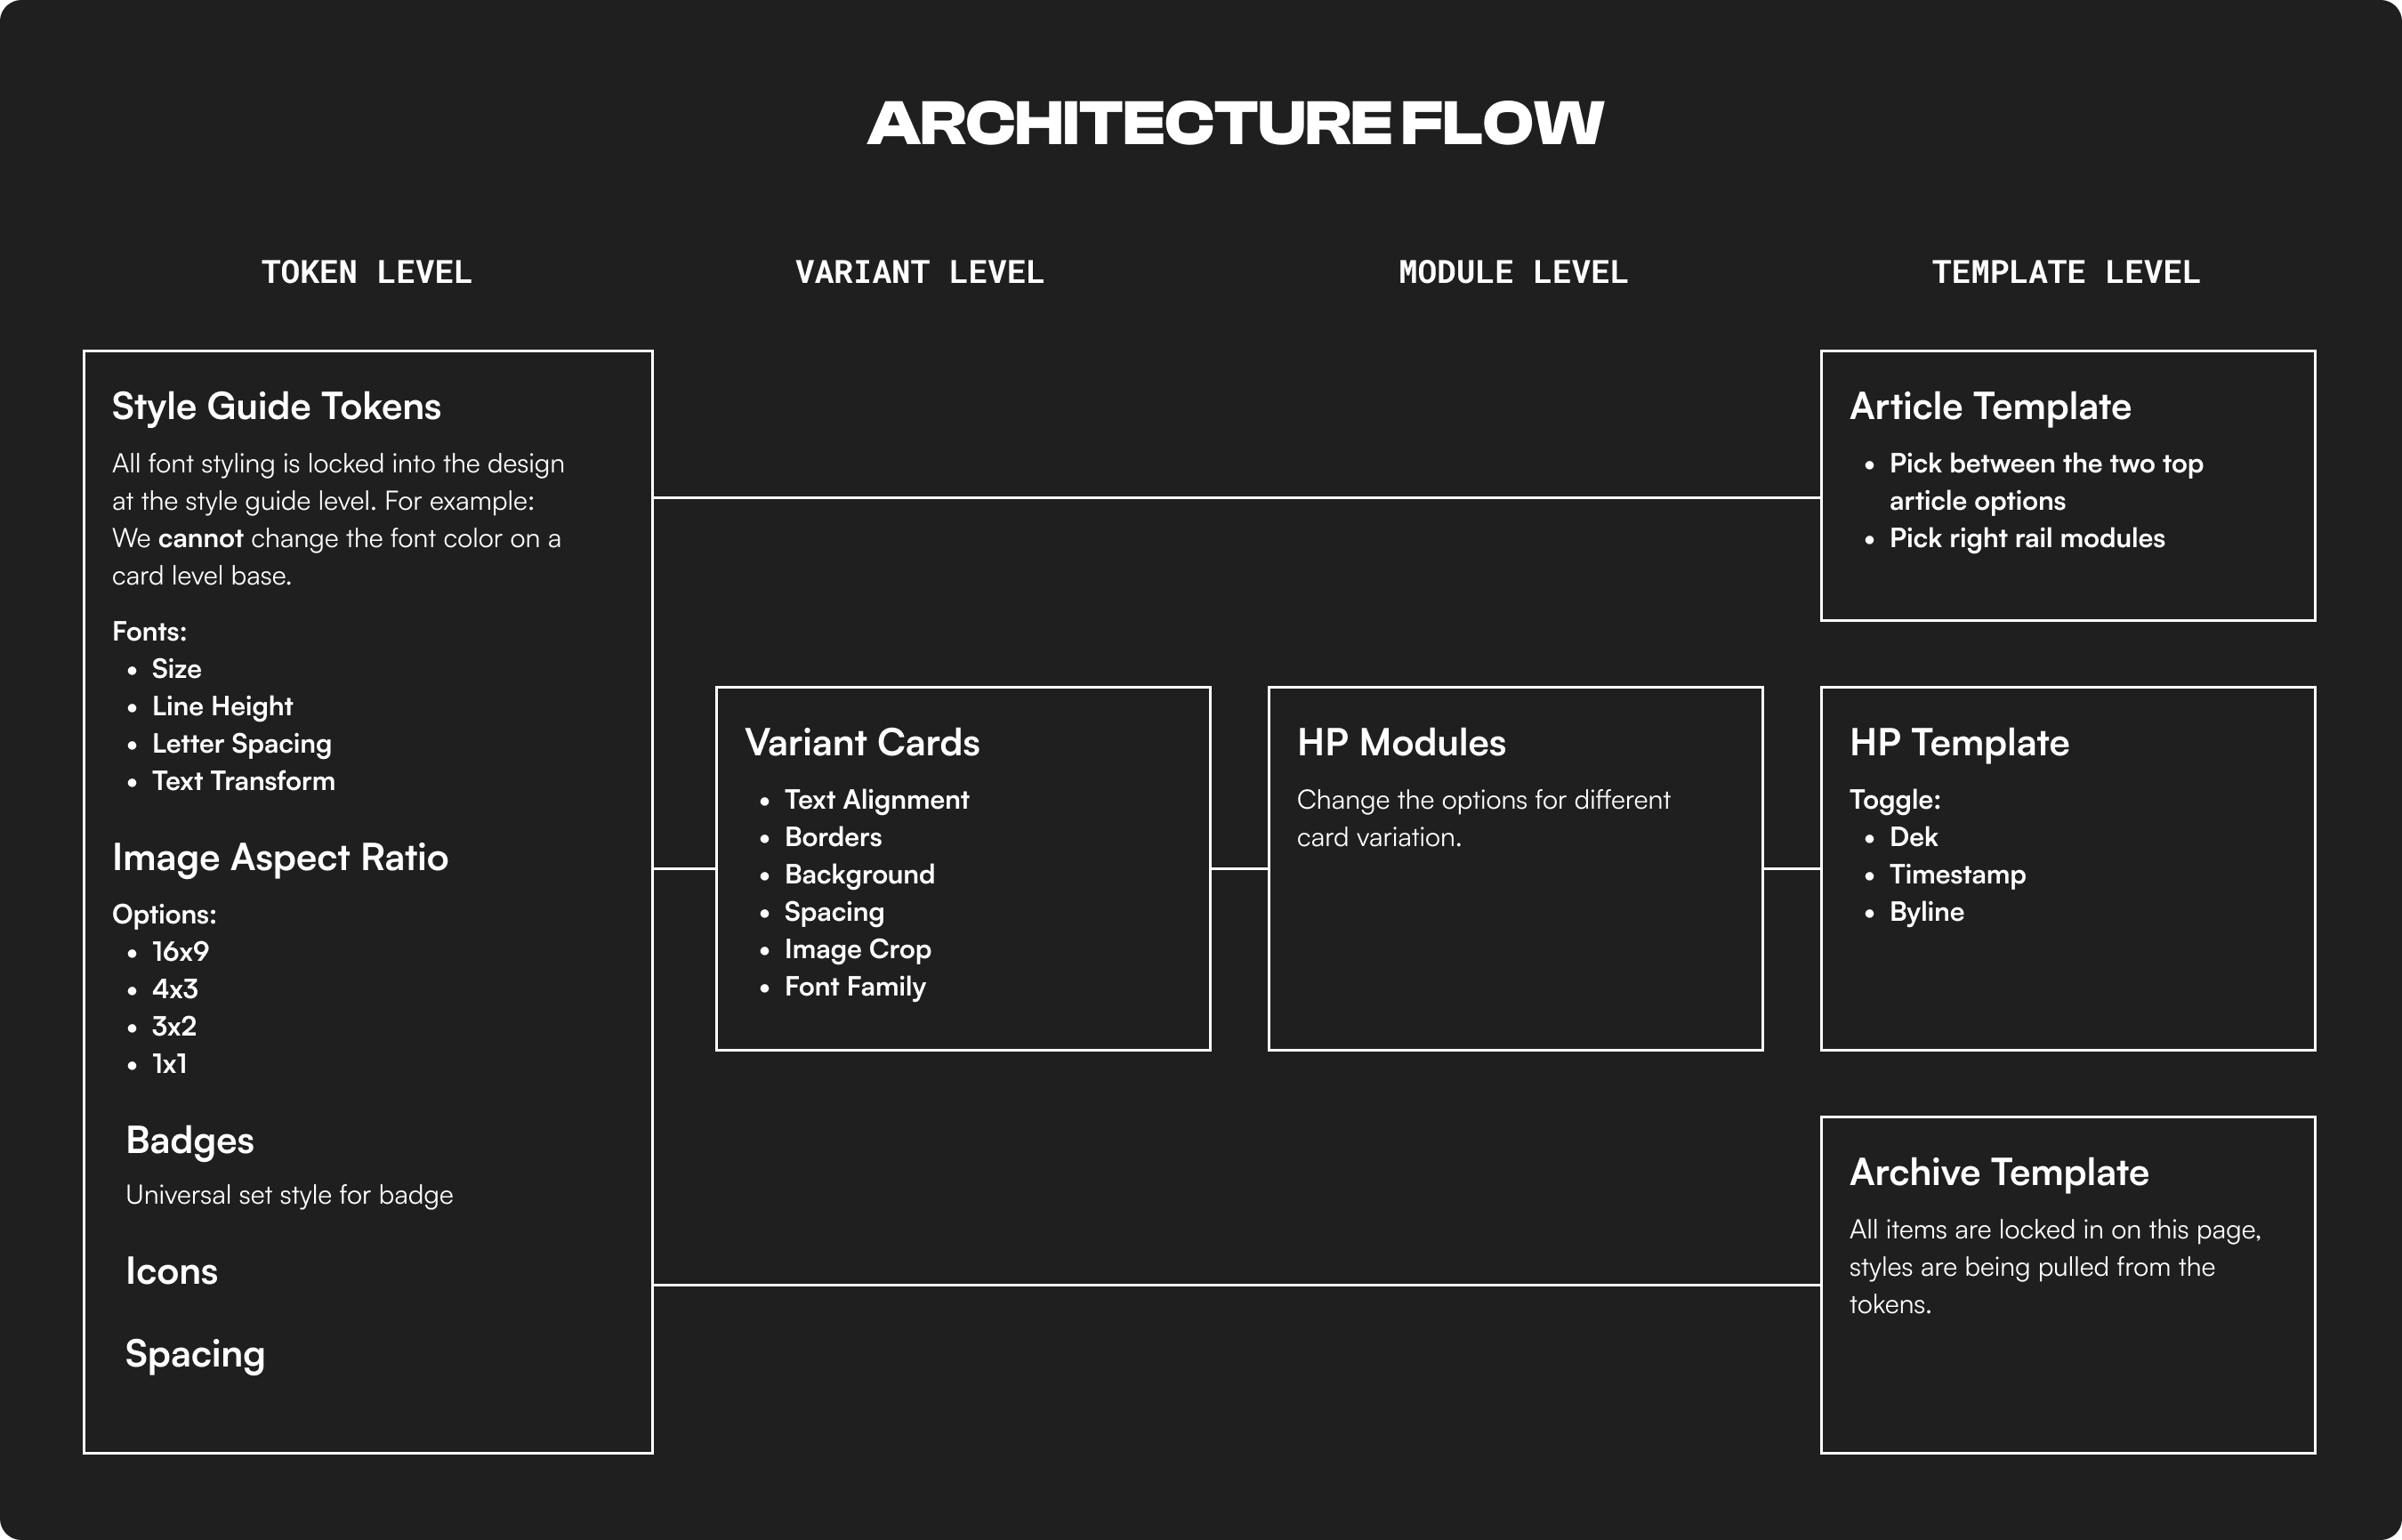 ARCHITECTURE FLOW
TOKEN LEVEL
VARIANT LEVEL
MODULE LEVEL
TEMPLATE LEVEL
Style Guide Tokens
All font styling is locked into the design
at the style guide level. For example:
We cannot change the font color on a
card level base.
Fonts:
• Size
• Line Height
• Letter Spacing
• Text Transform
Image Aspect Ratio
Options:
• 16x9
• 4x3
• 3x2
• 1x1
Badges
Universal set style for badge
Icons
Spacing
Variant Cards
• Text Alignment
• Borders
• Background
• Spacing
• Image Crop
• Font Family
HP Modules
Change the options for different
card variation.
Article Template
• Pick between the two top
article options
• Pick right rail modules
HP Template
Toggle:
• Dek
• Timestamp
• Byline
Archive Template
All items are locked in on this page,
styles are being pulled from the
tokens.